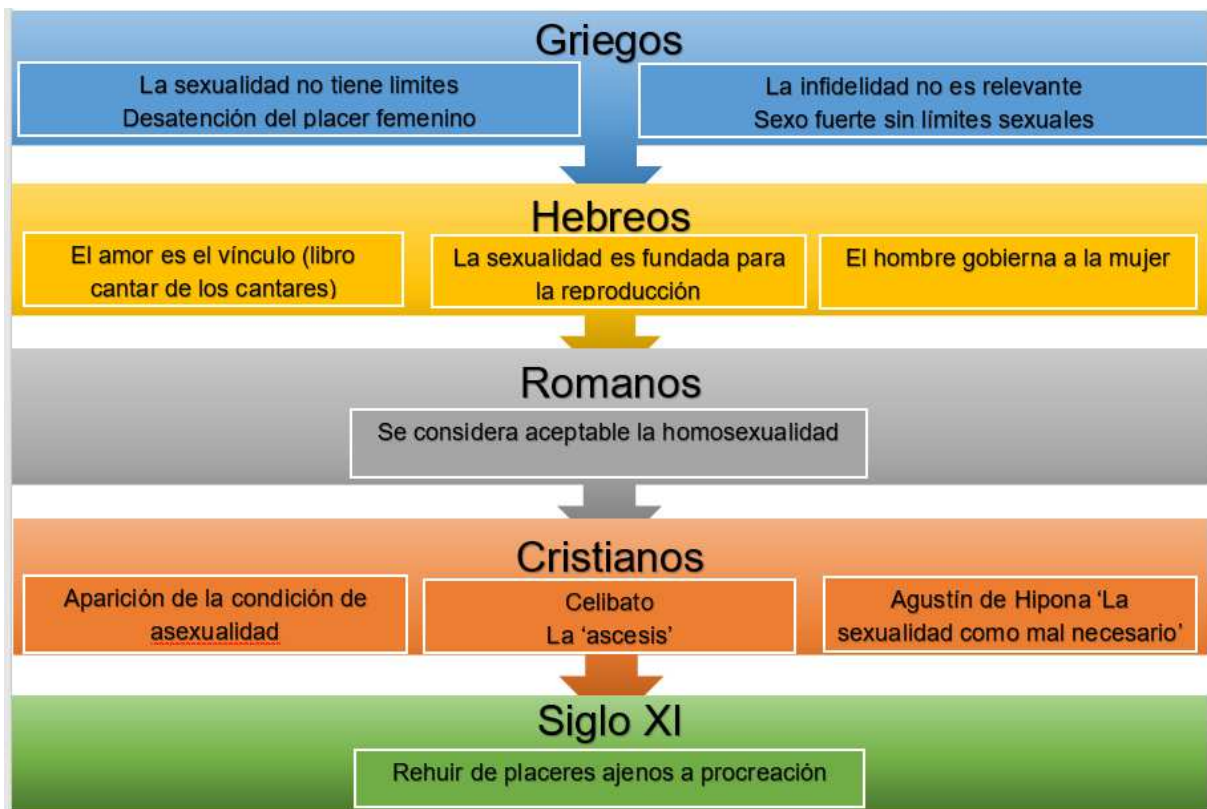 Griegos
La sexualidad no tiene limites
Desatención del placer femenino
La infidelidad no es relevante
Sexo fuerte sin límites sexuales
Hebreos
El amor es el vínculo (libro
cantar de los cantares)
La sexualidad es fundada para
la reproducción
El hombre gobierna a la mujer
Romanos
Se considera aceptable la homosexualidad
Cristianos
Aparición de la condición de
asexualidad
Celibato
La ‘ascesis’
Agustín de Hipona ‘La
sexualidad como mal necesario’
Siglo XI
Rehuir de placeres ajenos a procreación